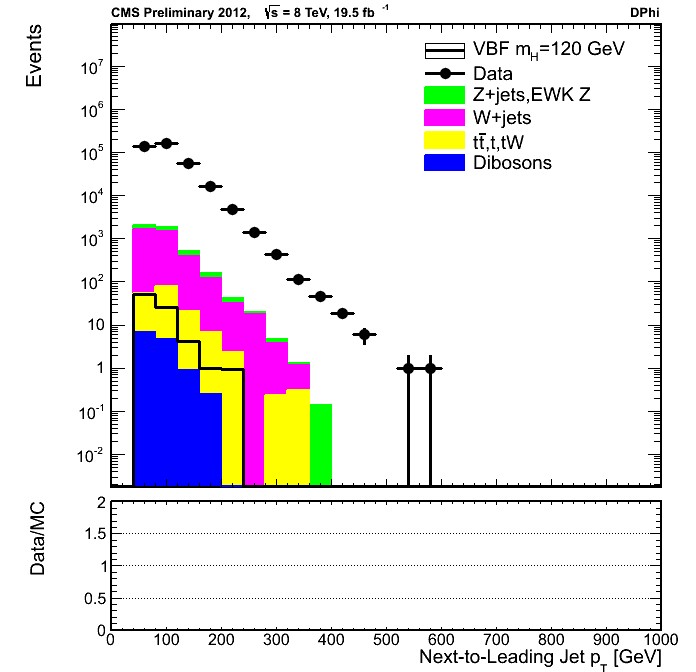 CMS Preliminary 2012, √s = 8 TeV, 19.5 fb⁻¹ DPhi
Events
VBF m_H=120 GeV
Data
Z+jets,EWK Z
W+jets
tt̄,t,tW
Dibosons
10⁷
10⁶
10⁵
10⁴
10³
10²
10
1
10⁻¹
10⁻²
Data/MC
2
1.5
1
0.5
0
0 100 200 300 400 500 600 700 800 900 1000
Next-to-Leading Jet p_T [GeV]